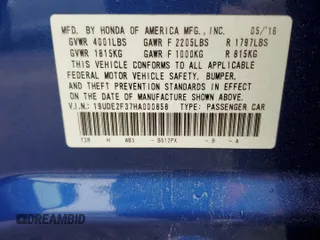 MFD. BY HONDA OF AMERICA MFG., INC. 05/16
GVWR 4001LBS GAWR F 2205LBS R 1797LBS
GVWR 1815KG GAWR F 1000KG R 815KG
THIS VEHICLE CONFORMS TO ALL APPLICABLE
FEDERAL MOTOR VEHICLE SAFETY, BUMPER,
AND THEFT PREVENTION STANDARDS IN EFFECT
ON THE DATE OF MANUFACTURE SHOWN ABOVE.
V.I.N.: 19UDE2F37HA000858 TYPE: PASSENGER CAR
H AB5 - B512PX - B - A
DREAMBID